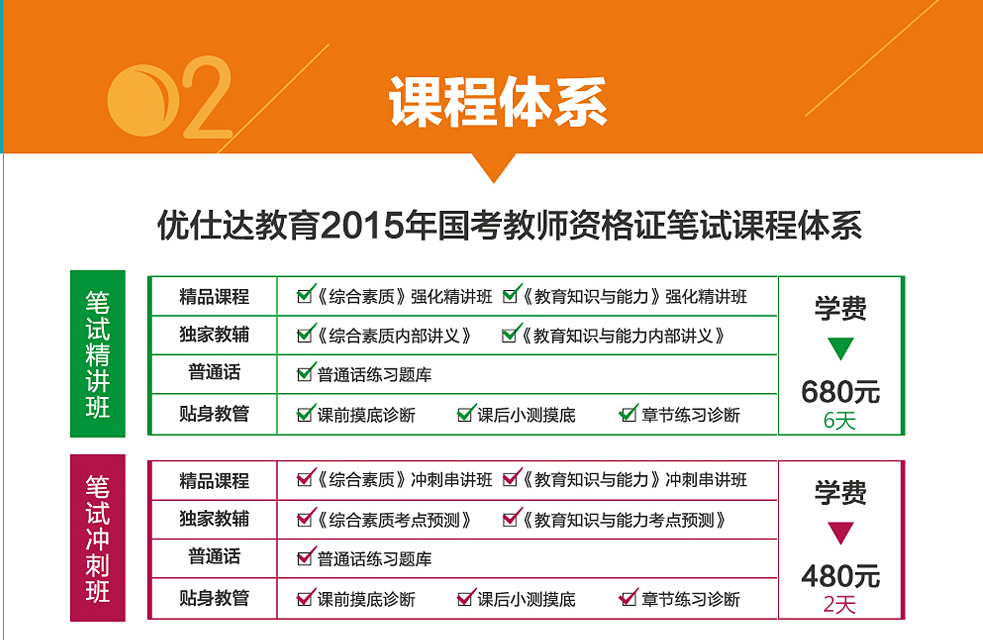 02
课程体系
优仕达教育2015年国考教师资格证笔试课程体系
笔试精讲班
精品课程 《综合素质》强化精讲班 《教育知识与能力》强化精讲班
独家教辅 《综合素质内部讲义》 《教育知识与能力内部讲义》
普通话 普通话练习题库
贴身教管 课前摸底诊断 课后小测摸底 章节练习诊断
学费
680元
6天
笔试冲刺班
精品课程 《综合素质》冲刺串讲班 《教育知识与能力》冲刺串讲班
独家教辅 《综合素质考点预测》 《教育知识与能力考点预测》
普通话 普通话练习题库
贴身教管 课前摸底诊断 课后小测摸底 章节练习诊断
学费
480元
2天